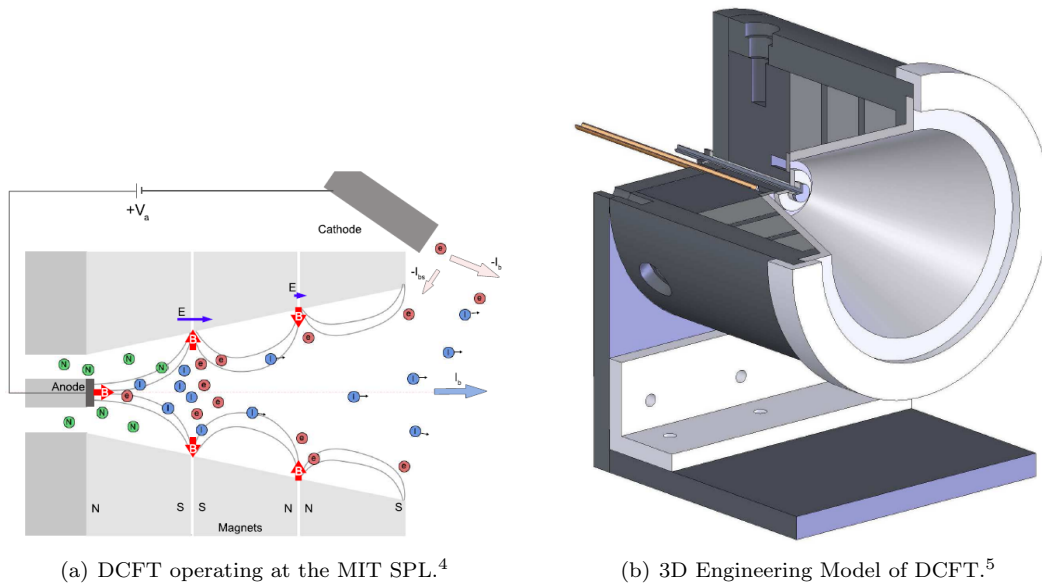 +Vₐ
Cathode
e
-I_b
-I_bs
E
E
e
I
B
B
e
N
N
N
e
I
e
I
N
N
I
e
I
I
Anode
B
I
I
e
I_b
e
I
I
I
N
N
I
e
e
I
N
N
I
e
B
B
e
e
N
S
S
N
N
S
Magnets
(a) DCFT operating at the MIT SPL.⁴
(b) 3D Engineering Model of DCFT.⁵